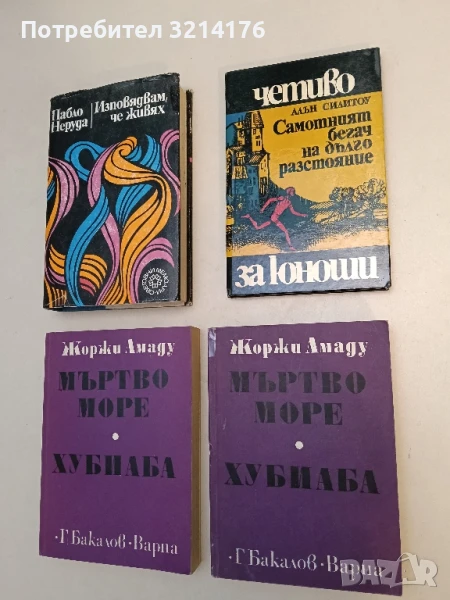 Потребител 3214176
Пабло
Неруда
Изповядвам,
че живях
четиво
АЛЪН СИЛИТОУ
Самотният
бегач
на дълго
разстояние
за юноши
Жоржи Амаду
МЪРТВО
МОРЕ
•
ХУБИАБА
•Г. Бакалов•Варна
Жоржи Амаду
МЪРТВО
МОРЕ
•
ХУБИАБА
•Г. Бакалов•Варна
BAZAR